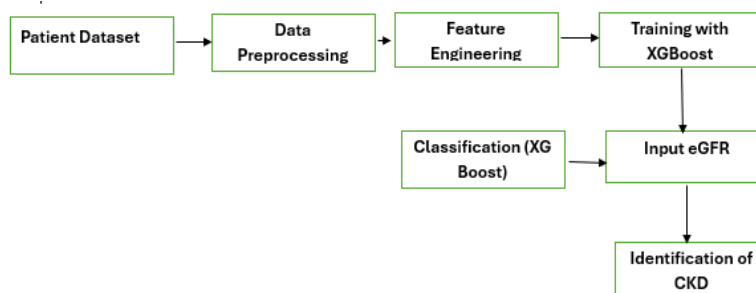 Patient Dataset
Data
Preprocessing
Feature
Engineering
Training with
XGBoost
Classification (XG
Boost)
Input eGFR
Identification of
CKD